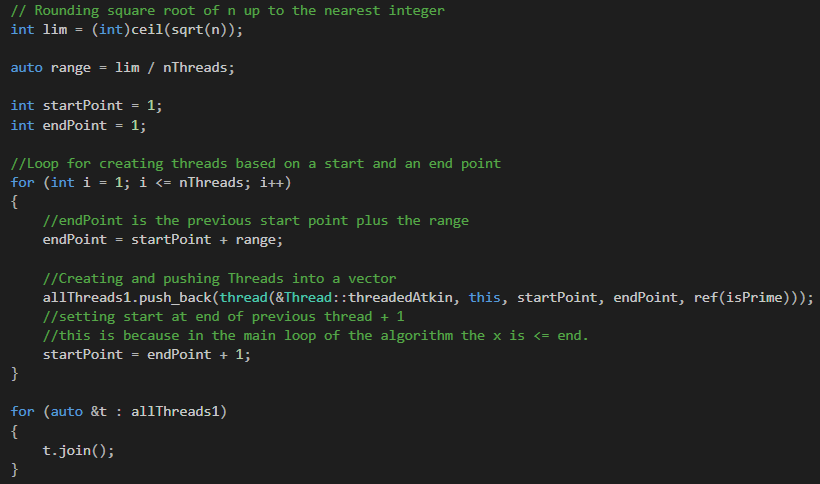 // Rounding square root of n up to the nearest integer
int lim = (int)ceil(sqrt(n));
auto range = lim / nThreads;
int startPoint = 1;
int endPoint = 1;
//Loop for creating threads based on a start and an end point
for (int i = 1; i <= nThreads; i++)
{
//endPoint is the previous start point plus the range
endPoint = startPoint + range;
//Creating and pushing Threads into a vector
allThreads1.push_back(thread(&Thread::threadedAtkin, this, startPoint, endPoint, ref(isPrime)));
//setting start at end of previous thread + 1
//this is because in the main loop of the algorithm the x is <= end.
startPoint = endPoint + 1;
}
for (auto &t : allThreads1)
{
t.join();
}